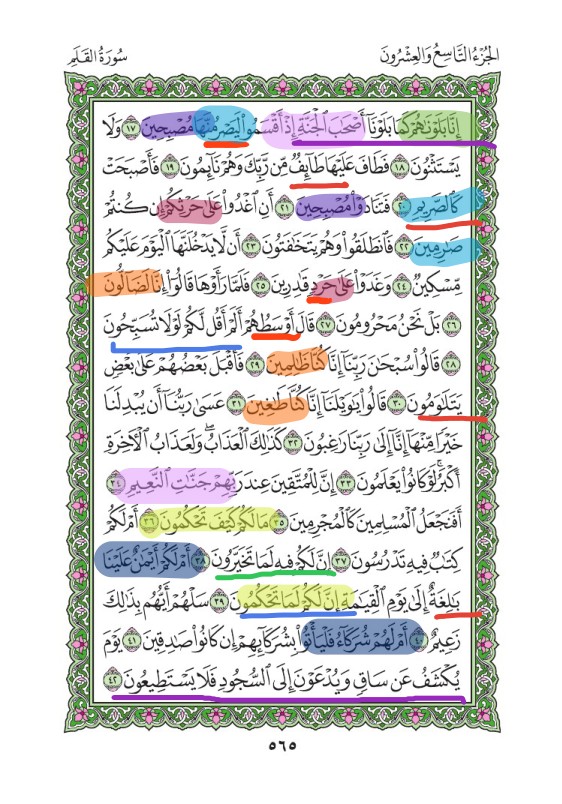 الجُزْءُ التَّاسِعُ وَالعِشْرُونَ سُورَةُ القَلَمِ
إِنَّا بَلَوْنَٰهُمْ كَمَا بَلَوْنَآ أَصْحَٰبَ ٱلْجَنَّةِ إِذْ أَقْسَمُوا۟ لَيَصْرِمُنَّهَا مُصْبِحِينَ ١٧ وَلَا
يَسْتَثْنُونَ ١٨ فَطَافَ عَلَيْهَا طَآئِفٌ مِّن رَّبِّكَ وَهُمْ نَآئِمُونَ ١٩ فَأَصْبَحَتْ
كَٱلصَّرِيمِ ٢٠ فَتَنَادَوْا۟ مُصْبِحِينَ ٢١ أَنِ ٱغْدُوا۟ عَلَىٰ حَرْثِكُمْ إِن كُنتُمْ
صَٰرِمِينَ ٢٢ فَٱنطَلَقُوا۟ وَهُمْ يَتَخَٰفَتُونَ ٢٣ أَن لَّا يَدْخُلَنَّهَا ٱلْيَوْمَ عَلَيْكُم
مِّسْكِينٌ ٢٤ وَغَدَوْا۟ عَلَىٰ حَرْدٍ قَٰدِرِينَ ٢٥ فَلَمَّا رَأَوْهَا قَالُوٓا۟ إِنَّا لَضَآلُّونَ
٢٦ بَلْ نَحْنُ مَحْرُومُونَ ٢٧ قَالَ أَوْسَطُهُمْ أَلَمْ أَقُل لَّكُمْ لَوْلَا تُسَبِّحُونَ
٢٨ قَالُوا۟ سُبْحَٰنَ رَبِّنَآ إِنَّا كُنَّا ظَٰلِمِينَ ٢٩ فَأَقْبَلَ بَعْضُهُمْ عَلَىٰ بَعْضٍ
يَتَلَٰوَمُونَ ٣٠ قَالُوا۟ يَٰوَيْلَنَآ إِنَّا كُنَّا طَٰغِينَ ٣١ عَسَىٰ رَبُّنَآ أَن يُبْدِلَنَا
خَيْرًا مِّنْهَآ إِنَّآ إِلَىٰ رَبِّنَا رَٰغِبُونَ ٣٢ كَذَٰلِكَ ٱلْعَذَابُ ۖ وَلَعَذَابُ ٱلْءَاخِرَةِ
أَكْبَرُ ۚ لَوْ كَانُوا۟ يَعْلَمُونَ ٣٣ إِنَّ لِلْمُتَّقِينَ عِندَ رَبِّهِمْ جَنَّٰتِ ٱلنَّعِيمِ ٣٤
أَفَنَجْعَلُ ٱلْمُسْلِمِينَ كَٱلْمُجْرِمِينَ ٣٥ مَا لَكُمْ كَيْفَ تَحْكُمُونَ ٣٦ أَمْ لَكُمْ
كِتَٰبٌ فِيهِ تَدْرُسُونَ ٣٧ إِنَّ لَكُمْ فِيهِ لَمَا تَخَيَّرُونَ ٣٨ أَمْ لَكُمْ أَيْمَٰنٌ عَلَيْنَا
بَٰلِغَةٌ إِلَىٰ يَوْمِ ٱلْقِيَٰمَةِ ۙ إِنَّ لَكُمْ لَمَا تَحْكُمُونَ ٣٩ سَلْهُمْ أَيُّهُم بِذَٰلِكَ
زَعِيمٌ ٤٠ أَمْ لَهُمْ شُرَكَآءُ فَلْيَأْتُوا۟ بِشُرَكَآئِهِمْ إِن كَانُوا۟ صَٰدِقِينَ ٤١ يَوْمَ
يُكْشَفُ عَن سَاقٍ وَيُدْعَوْنَ إِلَى ٱلسُّجُودِ فَلَا يَسْتَطِيعُونَ ٤٢
٥٦٥